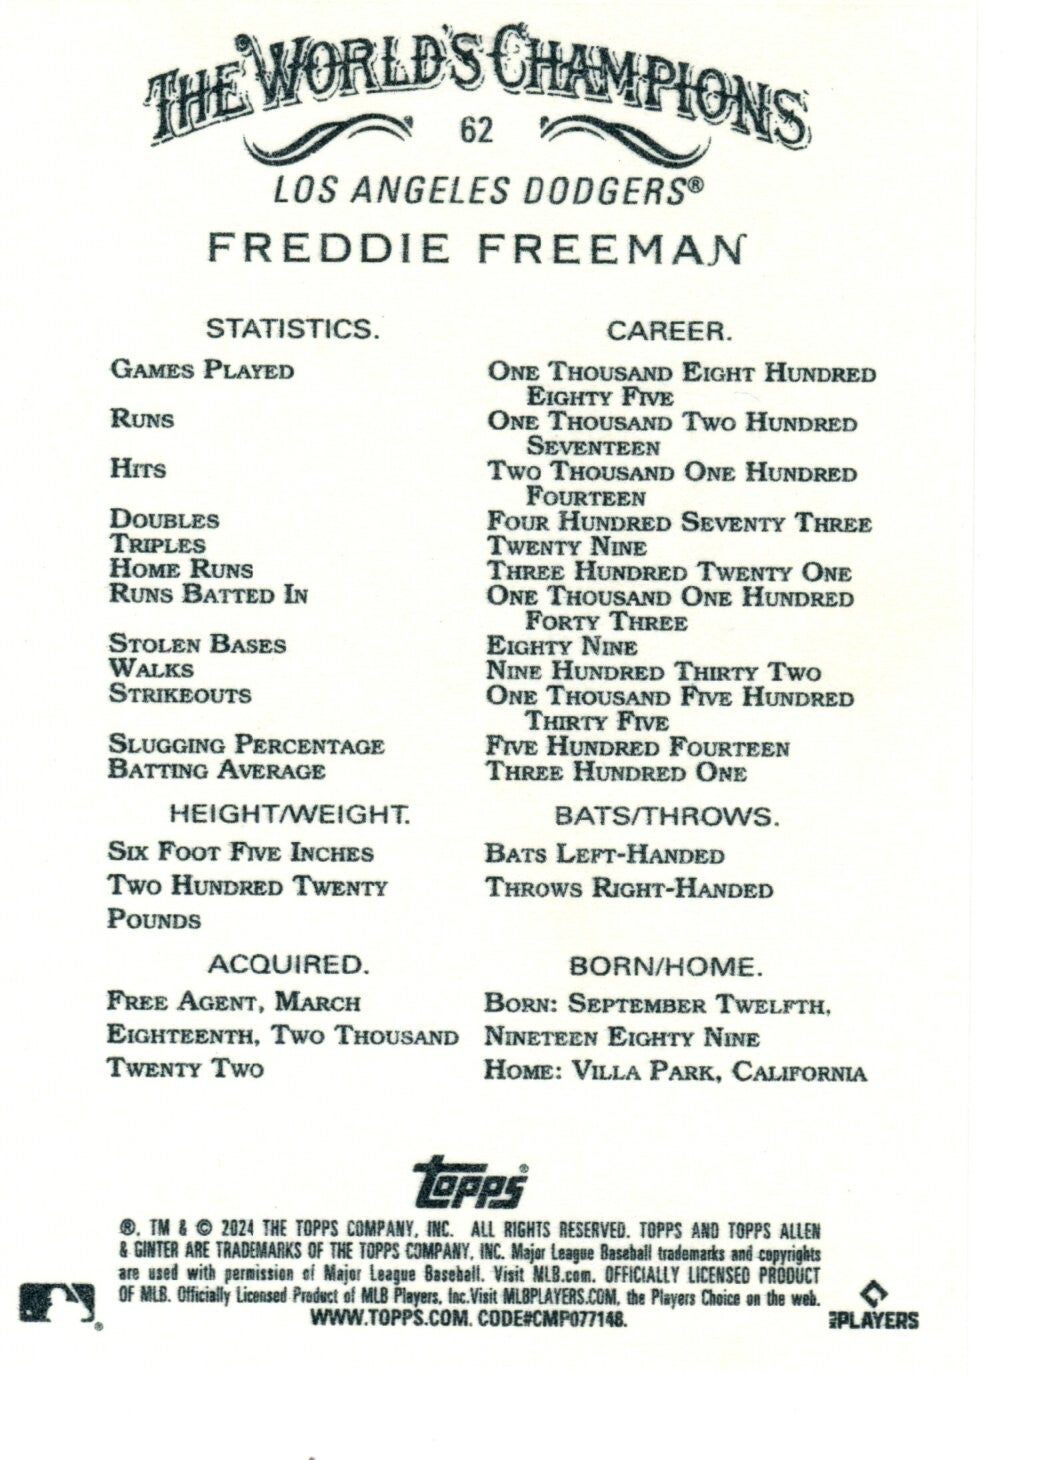 THE WORLD'S CHAMPIONS
62
LOS ANGELES DODGERS®
FREDDIE FREEMAN
STATISTICS. CAREER.
GAMES PLAYED ONE THOUSAND EIGHT HUNDRED
EIGHTY FIVE
RUNS ONE THOUSAND TWO HUNDRED
SEVENTEEN
HITS TWO THOUSAND ONE HUNDRED
FOURTEEN
DOUBLES FOUR HUNDRED SEVENTY THREE
TRIPLES TWENTY NINE
HOME RUNS THREE HUNDRED TWENTY ONE
RUNS BATTED IN ONE THOUSAND ONE HUNDRED
FORTY THREE
STOLEN BASES EIGHTY NINE
WALKS NINE HUNDRED THIRTY TWO
STRIKEOUTS ONE THOUSAND FIVE HUNDRED
THIRTY FIVE
SLUGGING PERCENTAGE FIVE HUNDRED FOURTEEN
BATTING AVERAGE THREE HUNDRED ONE
HEIGHT/WEIGHT. BATS/THROWS.
SIX FOOT FIVE INCHES BATS LEFT-HANDED
TWO HUNDRED TWENTY THROWS RIGHT-HANDED
POUNDS
ACQUIRED. BORN/HOME.
FREE AGENT, MARCH BORN: SEPTEMBER TWELFTH,
EIGHTEENTH, TWO THOUSAND NINETEEN EIGHTY NINE
TWENTY TWO HOME: VILLA PARK, CALIFORNIA
topps®
®, TM & © 2024 THE TOPPS COMPANY, INC. ALL RIGHTS RESERVED. TOPPS AND TOPPS ALLEN
& GINTER ARE TRADEMARKS OF THE TOPPS COMPANY, INC. Major League Baseball trademarks and copyrights
are used with permission of Major League Baseball. Visit MLB.com. OFFICIALLY LICENSED PRODUCT
OF MLB. Officially Licensed Product of MLB Players, Inc.Visit MLBPLAYERS.COM, the Players Choice on the web.
WWW.TOPPS.COM. CODE#CMP077148.
PLAYERS